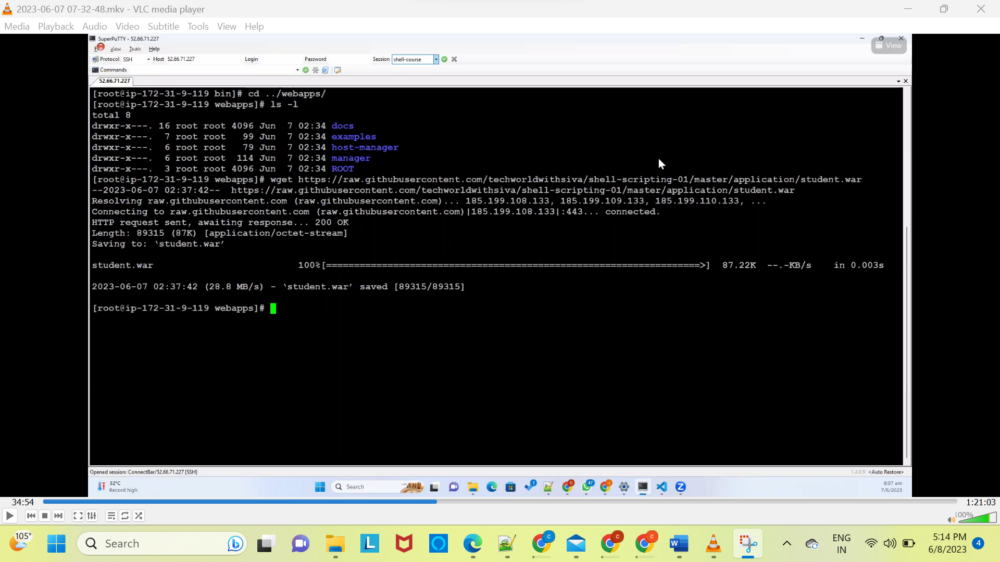 2023-06-07 07-32-48.mkv - VLC media player
Media Playback Audio Video Subtitle Tools View Help
SuperPuTTY - 52.66.71.227
View Tools Help
View
Protocol SSH Host 52.66.71.227 Login Password Session shell-course
Commands
52.66.71.227
[root@ip-172-31-9-119 bin]# cd ../webapps/
[root@ip-172-31-9-119 webapps]# ls -l
total 8
drwxr-x---. 16 root root 4096 Jun  7 02:34 docs
drwxr-x---.  7 root root   99 Jun  7 02:34 examples
drwxr-x---.  6 root root   79 Jun  7 02:34 host-manager
drwxr-x---.  6 root root  114 Jun  7 02:34 manager
drwxr-x---.  3 root root 4096 Jun  7 02:34 ROOT
[root@ip-172-31-9-119 webapps]# wget https://raw.githubusercontent.com/techworldwithsiva/shell-scripting-01/master/application/student.war
--2023-06-07 02:37:42--  https://raw.githubusercontent.com/techworldwithsiva/shell-scripting-01/master/application/student.war
Resolving raw.githubusercontent.com (raw.githubusercontent.com)... 185.199.108.133, 185.199.109.133, 185.199.110.133, ...
Connecting to raw.githubusercontent.com (raw.githubusercontent.com)|185.199.108.133|:443... connected.
HTTP request sent, awaiting response... 200 OK
Length: 89315 (87K) [application/octet-stream]
Saving to: ‘student.war’
student.war 100%[===================================================================>] 87.22K --.-KB/s in 0.003s
2023-06-07 02:37:42 (28.8 MB/s) - ‘student.war’ saved [89315/89315]
[root@ip-172-31-9-119 webapps]#
Opened session: ConnectBar/52.66.71.227 [SSH] 1.4.0.9 <Auto Restore>
32°C
Record high
Search
1
D
47
J
8:07 am
7/6/2023
34:54 1:21:03
100%
105°
Search
C
C
C
ENG
IN
5:14 PM
6/8/2023
4